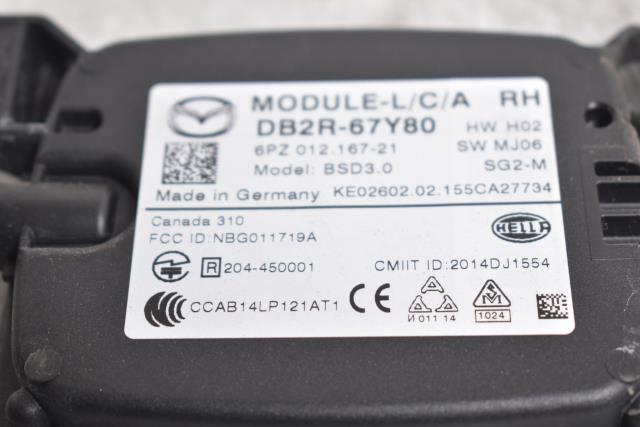 MODULE-L/C/A RH
DB2R-67Y80 HW H02
6PZ 012.167-21 SW MJ06
Model: BSD3.0 SG2-M
Made in Germany KE02602.02.155CA27734
Canada 310
FCC ID:NBG011719A
HELLA
R 204-450001 CMIIT ID:2014DJ1554
CCAB14LP121AT1 CE
И 011 14
1024